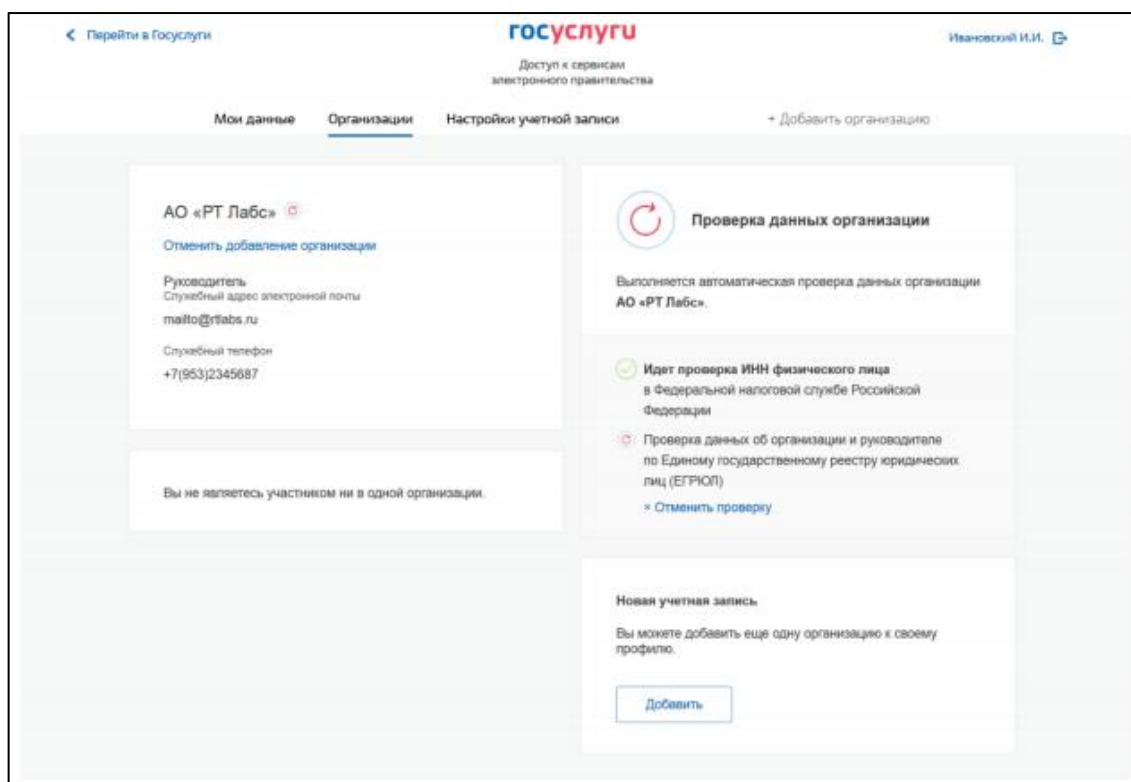 Перейти в Госуслуги
госуслуги
Ивановский И.И.
Доступ к сервисам
электронного правительства
Мои данные Организации Настройки учетной записи + Добавить организацию
АО «РТ Лабс»
Отменить добавление организации
Руководитель
Служебный адрес электронной почты
mailto@rtlabs.ru
Служебный телефон
+7(953)2345687
Вы не являетесь участником ни в одной организации.
Проверка данных организации
Выполняется автоматическая проверка данных организации
АО «РТ Лабс».
Идет проверка ИНН физического лица
в Федеральной налоговой службе Российской
Федерации
Проверка данных об организации и руководителе
по Единому государственному реестру юридических
лиц (ЕГРЮЛ)
× Отменить проверку
Новая учетная запись
Вы можете добавить еще одну организацию к своему
профилю.
Добавить